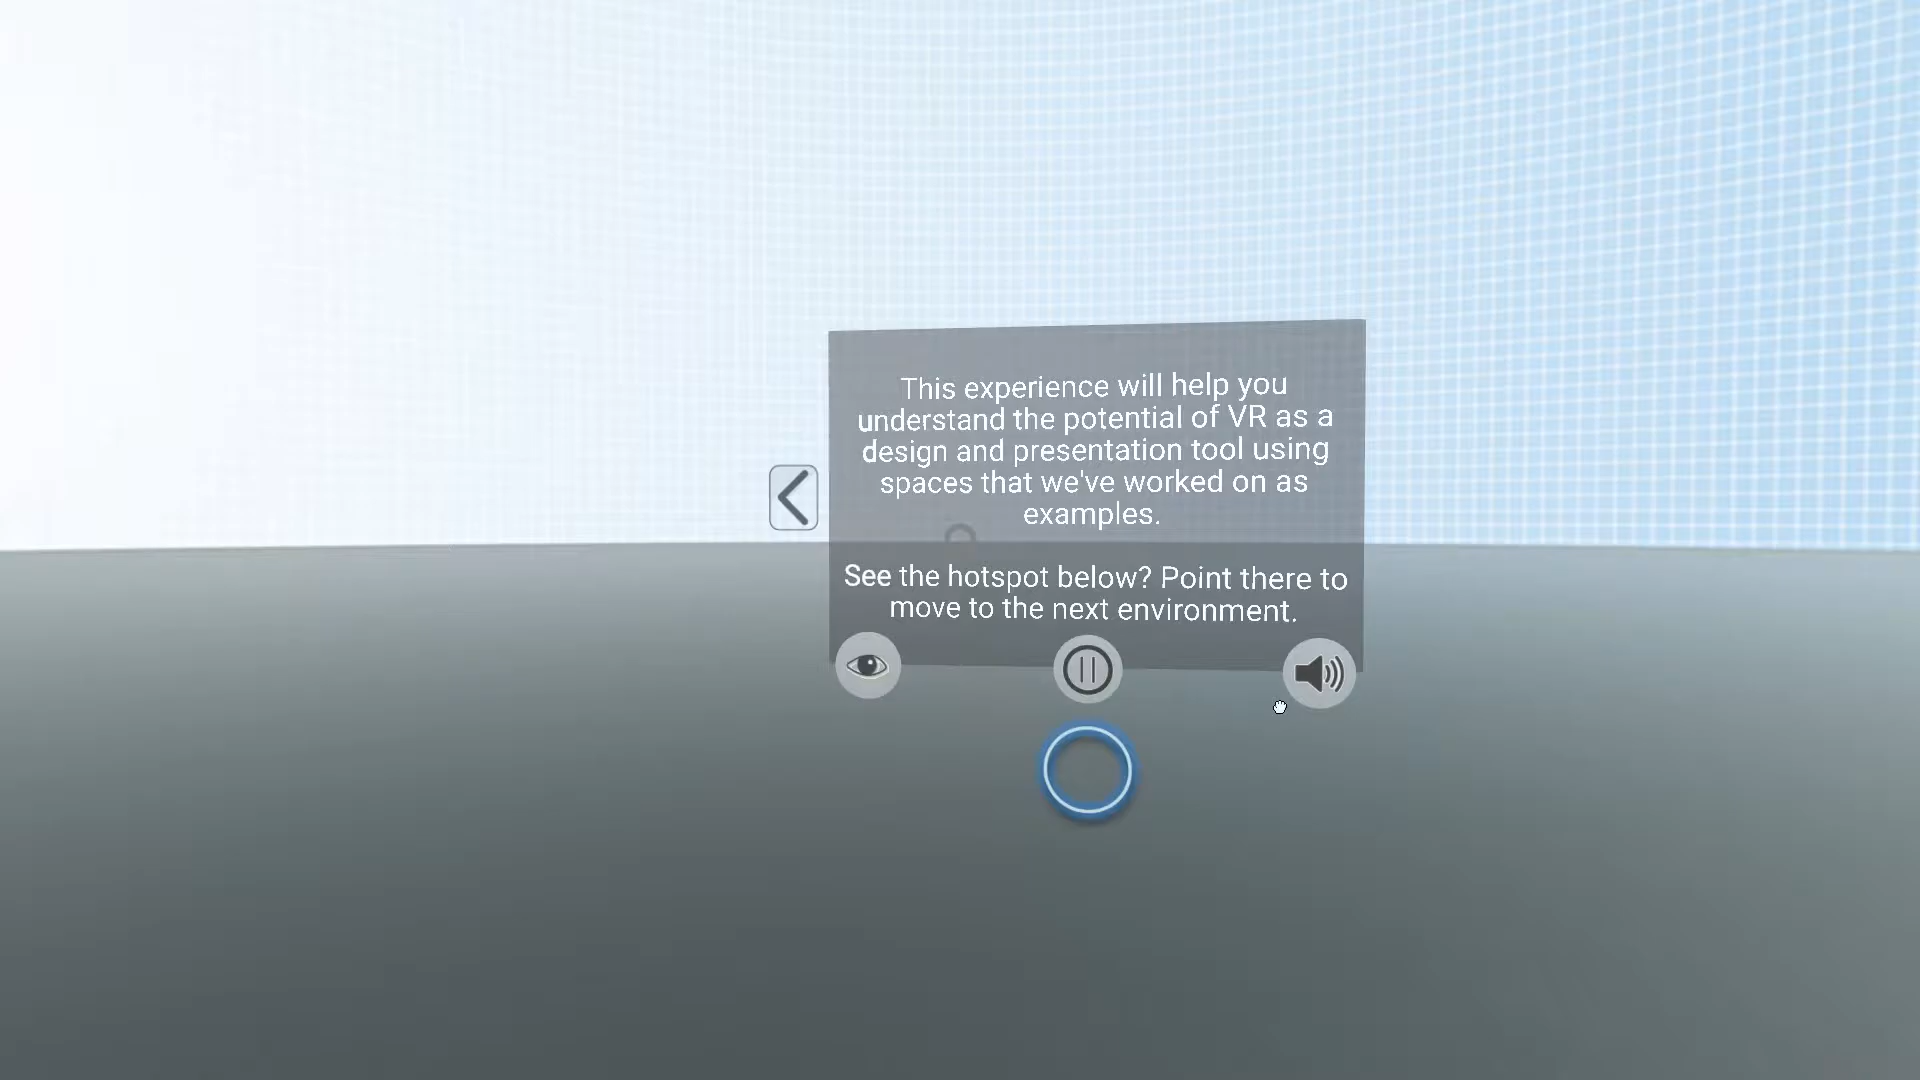 This experience will help you
understand the potential of VR as a
design and presentation tool using
spaces that we've worked on as
examples.
See the hotspot below? Point there to
move to the next environment.